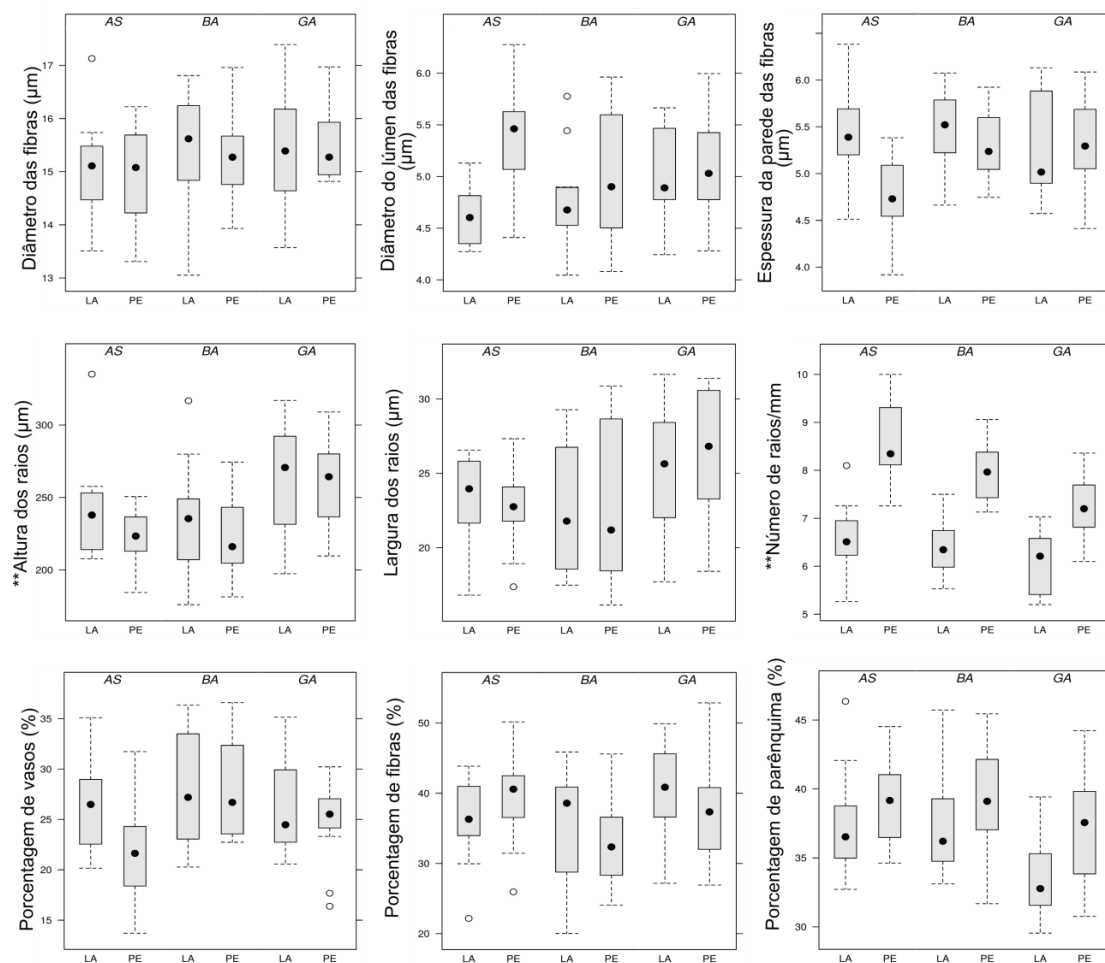 AS BA GA
Diâmetro das fibras (µm)
17
16
15
14
13
LA PE LA PE LA PE
AS BA GA
Diâmetro do lúmen das fibras
(µm)
6.0
5.5
5.0
4.5
4.0
LA PE LA PE LA PE
AS BA GA
Espessura da parede das fibras
(µm)
6.0
5.5
5.0
4.5
4.0
LA PE LA PE LA PE
AS BA GA
**Altura dos raios (µm)
300
250
200
LA PE LA PE LA PE
AS BA GA
Largura dos raios (µm)
30
25
20
LA PE LA PE LA PE
AS BA GA
**Número de raios/mm
10
9
8
7
6
5
LA PE LA PE LA PE
AS BA GA
Porcentagem de vasos (%)
35
30
25
20
15
LA PE LA PE LA PE
AS BA GA
Porcentagem de fibras (%)
50
40
30
20
LA PE LA PE LA PE
AS BA GA
Porcentagem de parênquima (%)
45
40
35
30
LA PE LA PE LA PE